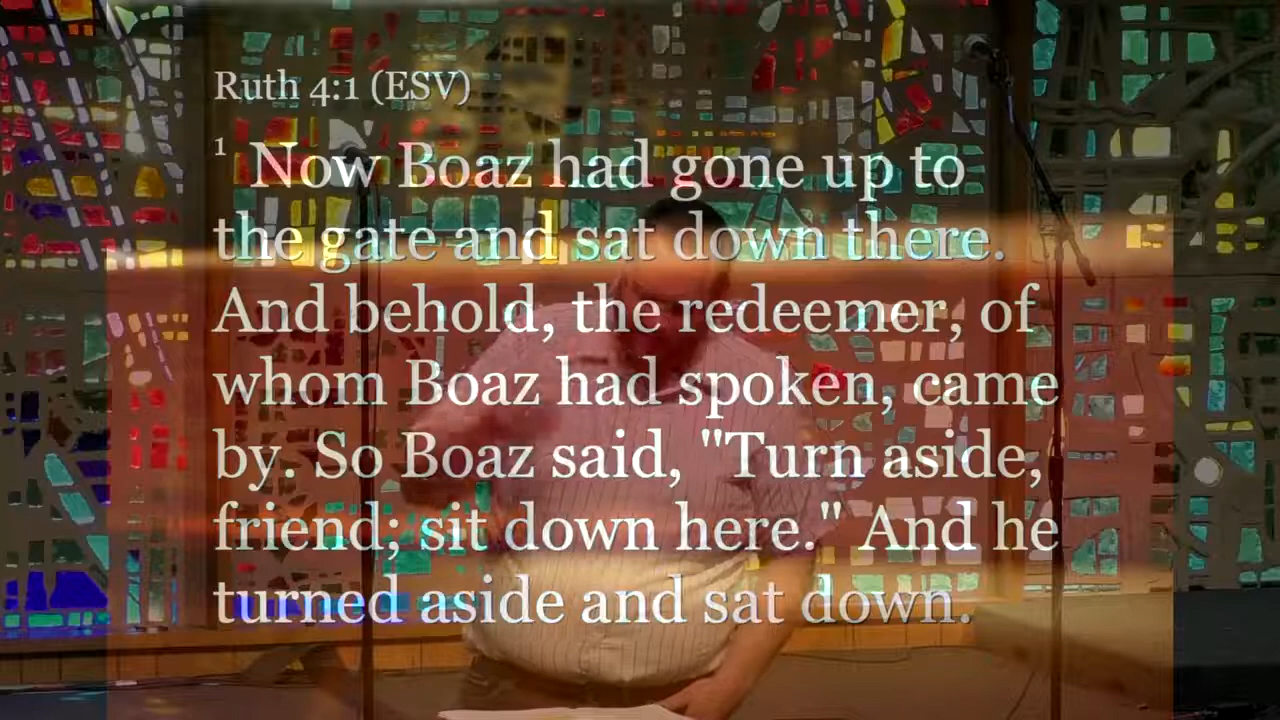 Ruth 4:1 (ESV)
1 Now Boaz had gone up to
the gate and sat down there.
And behold, the redeemer, of
whom Boaz had spoken, came
by. So Boaz said, "Turn aside,
friend; sit down here." And he
turned aside and sat down.